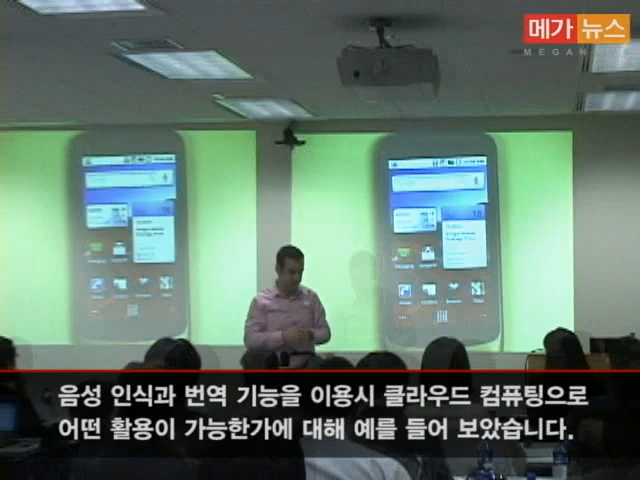 메가뉴스
MEGAN
음성 인식과 번역 기능을 이용시 클라우드 컴퓨팅으로
어떤 활용이 가능한가에 대해 예를 들어 보았습니다.